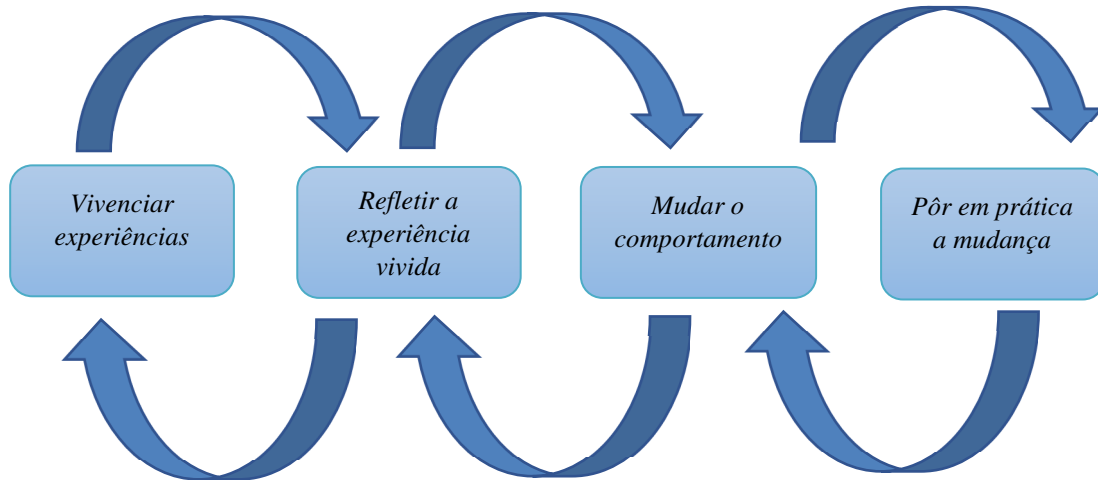 Vivenciar
experiências
Refletir a
experiência
vivida
Mudar o
comportamento
Pôr em prática
a mudança